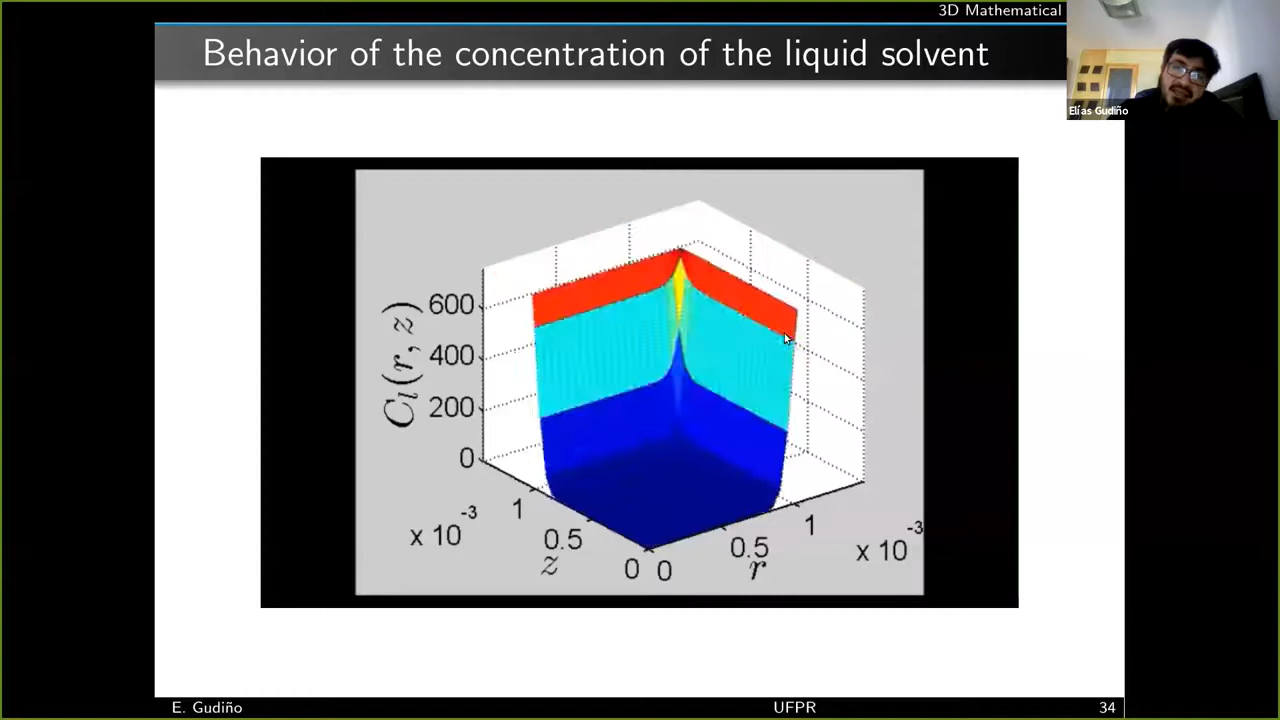 3D Mathematical
Behavior of the concentration of the liquid solvent
Elías Gudiño
C_l(r, z)
600
400
200
0
x 10^-3
1
0.5
0
z
0
0.5
1
x 10^-3
r
E. Gudiño
UFPR
34